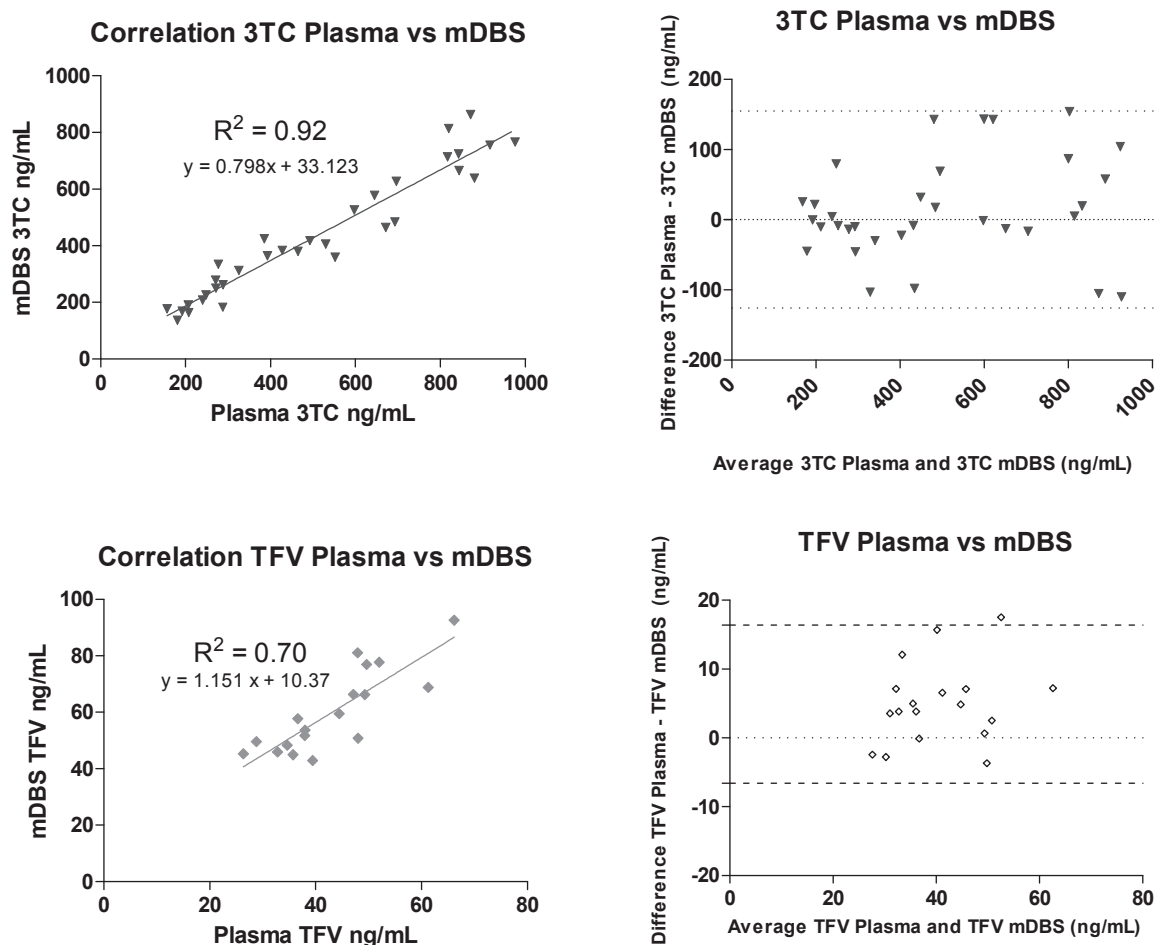 Correlation 3TC Plasma vs mDBS
1000
800
600
400
200
0
mDBS 3TC ng/mL
R² = 0.92
y = 0.798x + 33.123
0 200 400 600 800 1000
Plasma 3TC ng/mL
3TC Plasma vs mDBS
200
100
0
-100
-200
Difference 3TC Plasma - 3TC mDBS (ng/mL)
0 200 400 600 800 1000
Average 3TC Plasma and 3TC mDBS (ng/mL)
Correlation TFV Plasma vs mDBS
100
80
60
40
20
0
mDBS TFV ng/mL
R² = 0.70
y = 1.151 x + 10.37
0 20 40 60 80
Plasma TFV ng/mL
TFV Plasma vs mDBS
20
10
0
-10
-20
Difference TFV Plasma - TFV mDBS (ng/mL)
0 20 40 60 80
Average TFV Plasma and TFV mDBS (ng/mL)